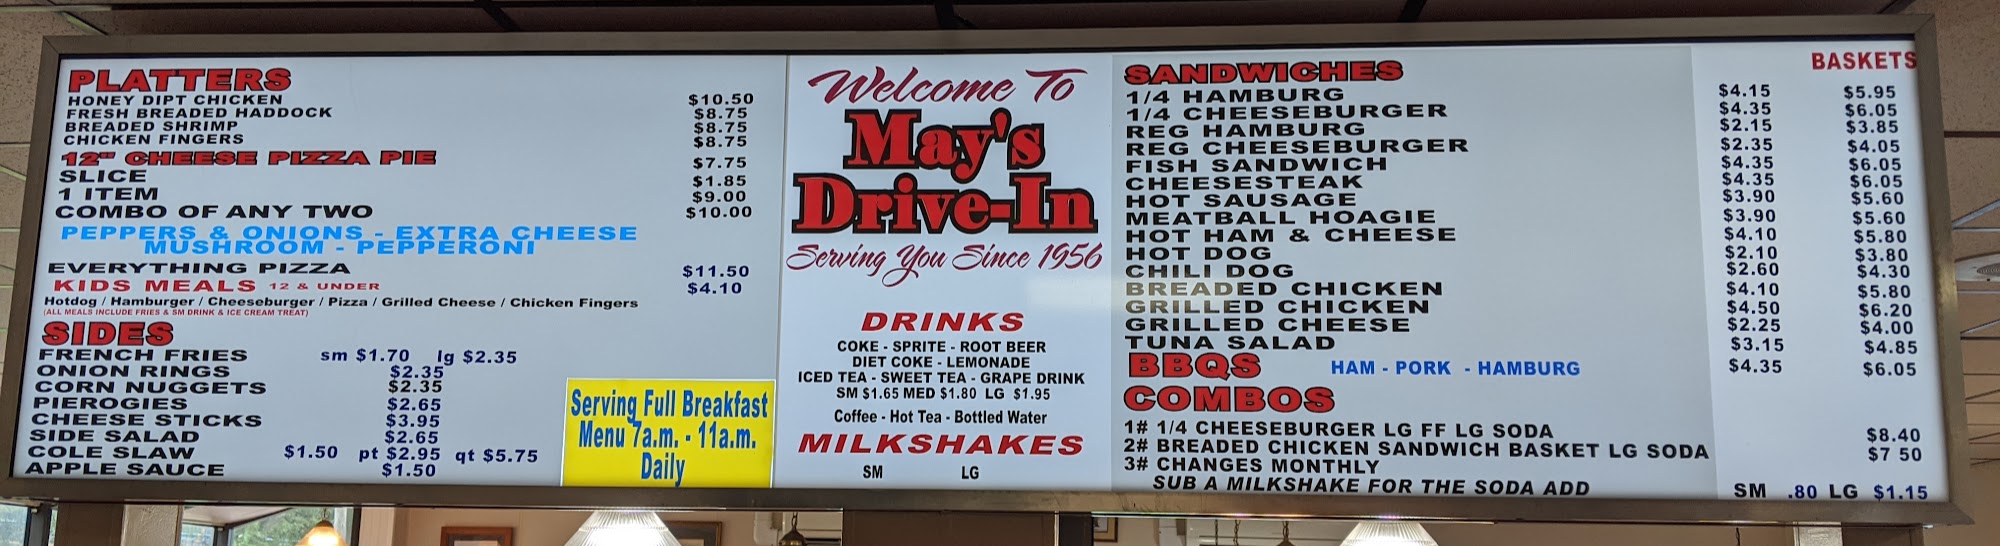 PLATTERS
HONEY DIPT CHICKEN $10.50
FRESH BREADED HADDOCK $8.75
BREADED SHRIMP $8.75
CHICKEN FINGERS $8.75
12" CHEESE PIZZA PIE $7.75
SLICE $1.85
1 ITEM $9.00
COMBO OF ANY TWO $10.00
PEPPERS & ONIONS - EXTRA CHEESE
MUSHROOM - PEPPERONI
EVERYTHING PIZZA $11.50
KIDS MEALS 12 & UNDER $4.10
Hotdog / Hamburger / Cheeseburger / Pizza / Grilled Cheese / Chicken Fingers
(ALL MEALS INCLUDE FRIES & SM DRINK & ICE CREAM TREAT)
SIDES
FRENCH FRIES sm $1.70 lg $2.35
ONION RINGS $2.35
CORN NUGGETS $2.35
PIEROGIES $2.65
CHEESE STICKS $3.95
SIDE SALAD $2.65
COLE SLAW $1.50 pt $2.95 qt $5.75
APPLE SAUCE $1.50
Serving Full Breakfast
Menu 7a.m. - 11a.m.
Daily
Welcome To
May's
Drive-In
Serving You Since 1956
DRINKS
COKE - SPRITE - ROOT BEER
DIET COKE - LEMONADE
ICED TEA - SWEET TEA - GRAPE DRINK
SM $1.65 MED $1.80 LG $1.95
Coffee - Hot Tea - Bottled Water
MILKSHAKES
SM LG
SANDWICHES BASKETS
1/4 HAMBURG $4.15 $5.95
1/4 CHEESEBURGER $4.35 $6.05
REG HAMBURG $2.15 $3.85
REG CHEESEBURGER $2.35 $4.05
FISH SANDWICH $4.35 $6.05
CHEESESTEAK $4.35 $6.05
HOT SAUSAGE $3.90 $5.60
MEATBALL HOAGIE $3.90 $5.60
HOT HAM & CHEESE $4.10 $5.80
HOT DOG $2.10 $3.80
CHILI DOG $2.60 $4.30
BREADED CHICKEN $4.10 $5.80
GRILLED CHICKEN $4.50 $6.20
GRILLED CHEESE $2.25 $4.00
TUNA SALAD $3.15 $4.85
BBQS HAM - PORK - HAMBURG $4.35 $6.05
COMBOS
1# 1/4 CHEESEBURGER LG FF LG SODA $8.40
2# BREADED CHICKEN SANDWICH BASKET LG SODA $7 50
3# CHANGES MONTHLY
SUB A MILKSHAKE FOR THE SODA ADD SM .80 LG $1.15